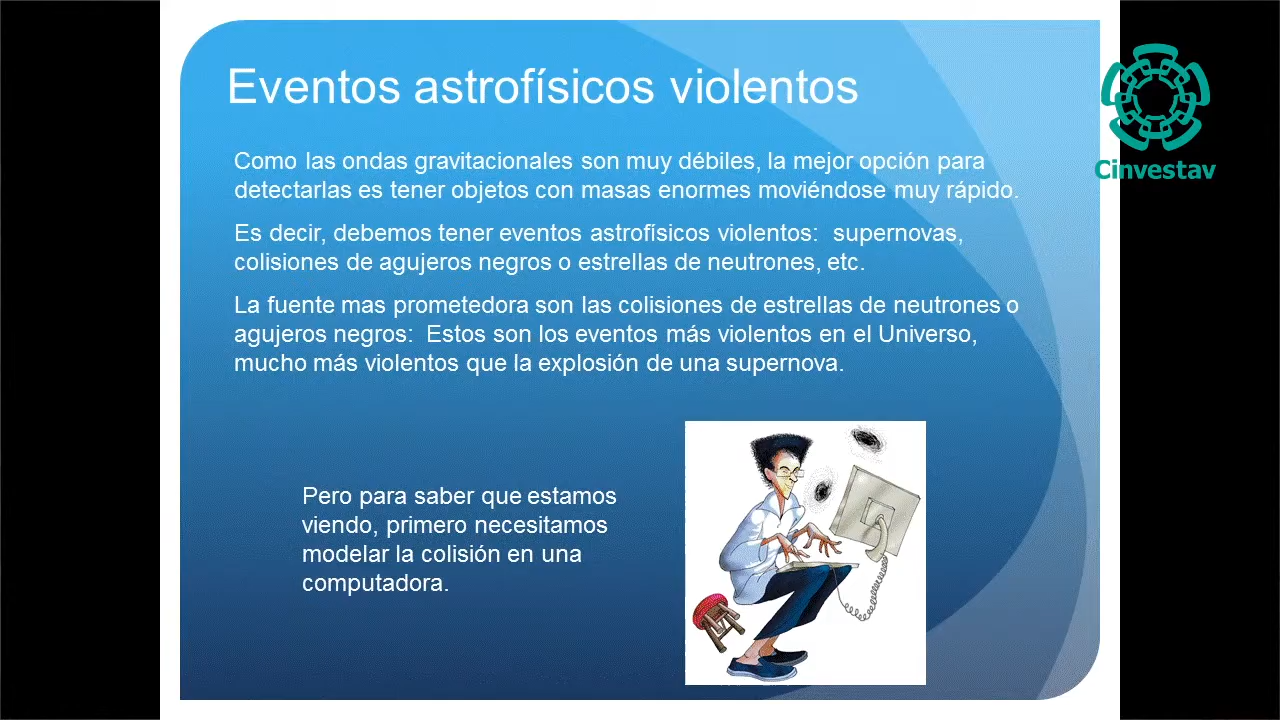 Eventos astrofísicos violentos
Cinvestav
Como las ondas gravitacionales son muy débiles, la mejor opción para
detectarlas es tener objetos con masas enormes moviéndose muy rápido.
Es decir, debemos tener eventos astrofísicos violentos:  supernovas,
colisiones de agujeros negros o estrellas de neutrones, etc.
La fuente mas prometedora son las colisiones de estrellas de neutrones o
agujeros negros:  Estos son los eventos más violentos en el Universo,
mucho más violentos que la explosión de una supernova.
Pero para saber que estamos
viendo, primero necesitamos
modelar la colisión en una
computadora.